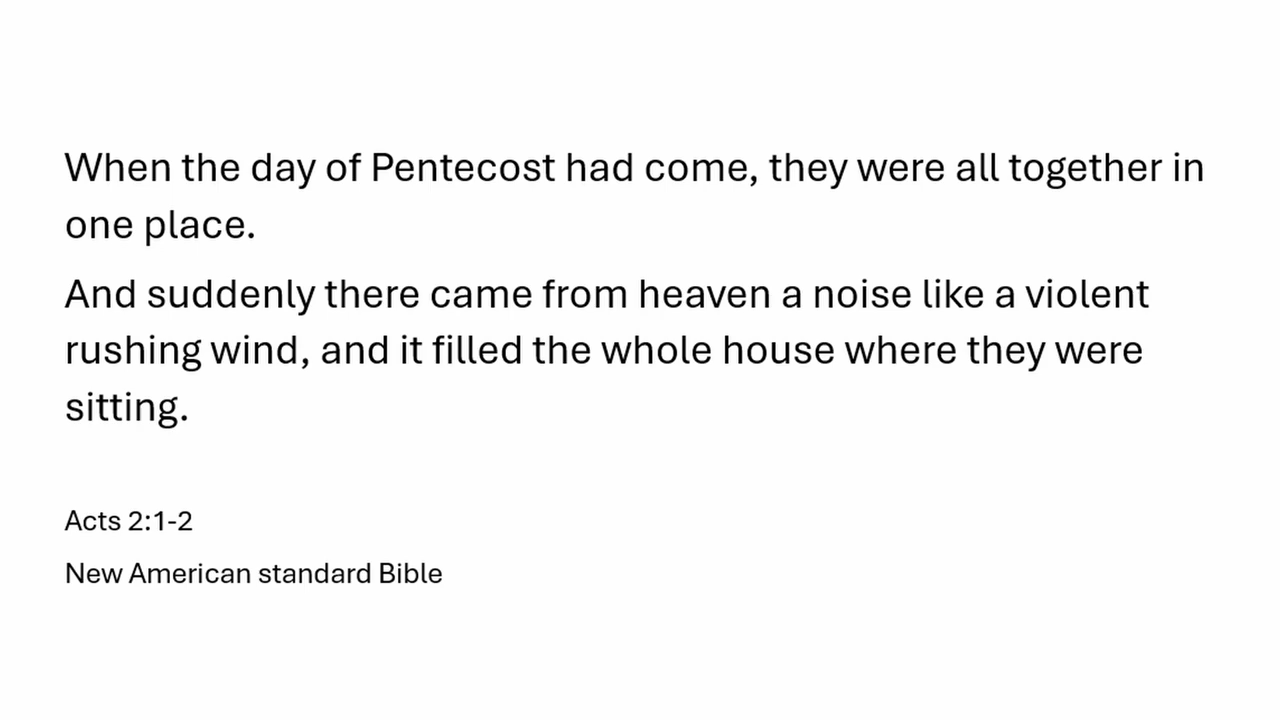 When the day of Pentecost had come, they were all together in
one place.
And suddenly there came from heaven a noise like a violent
rushing wind, and it filled the whole house where they were
sitting.
Acts 2:1-2
New American standard Bible